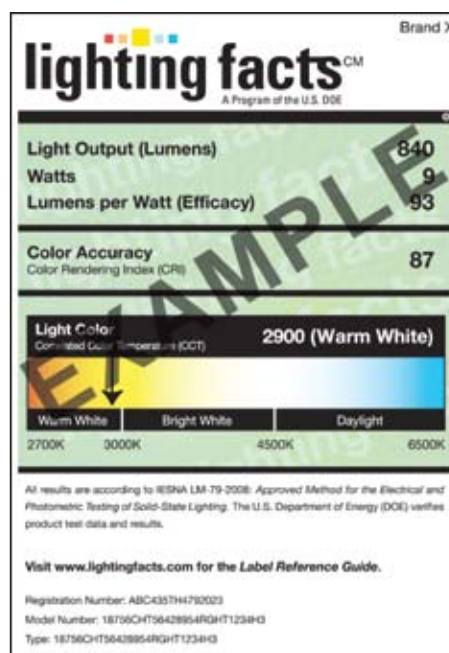 Brand X
lighting facts CM
A Program of the U.S. DOE
Light Output (Lumens) 840
Watts 9
Lumens per Watt (Efficacy) 93
Color Accuracy 87
Color Rendering Index (CRI)
Light Color 2900 (Warm White)
Correlated Color Temperature (CCT)
Warm White Bright White Daylight
2700K 3000K 4500K 6500K
EXAMPLE
All results are according to IESNA LM-79-2008: Approved Method for the Electrical and
Photometric Testing of Solid-State Lighting. The U.S. Department of Energy (DOE) verifies
product test data and results.
Visit www.lightingfacts.com for the Label Reference Guide.
Registration Number: ABC435TH4792023
Model Number: 18756CHT56428954RGHT1234H3
Type: 18756CHT56428954RGHT1234H3